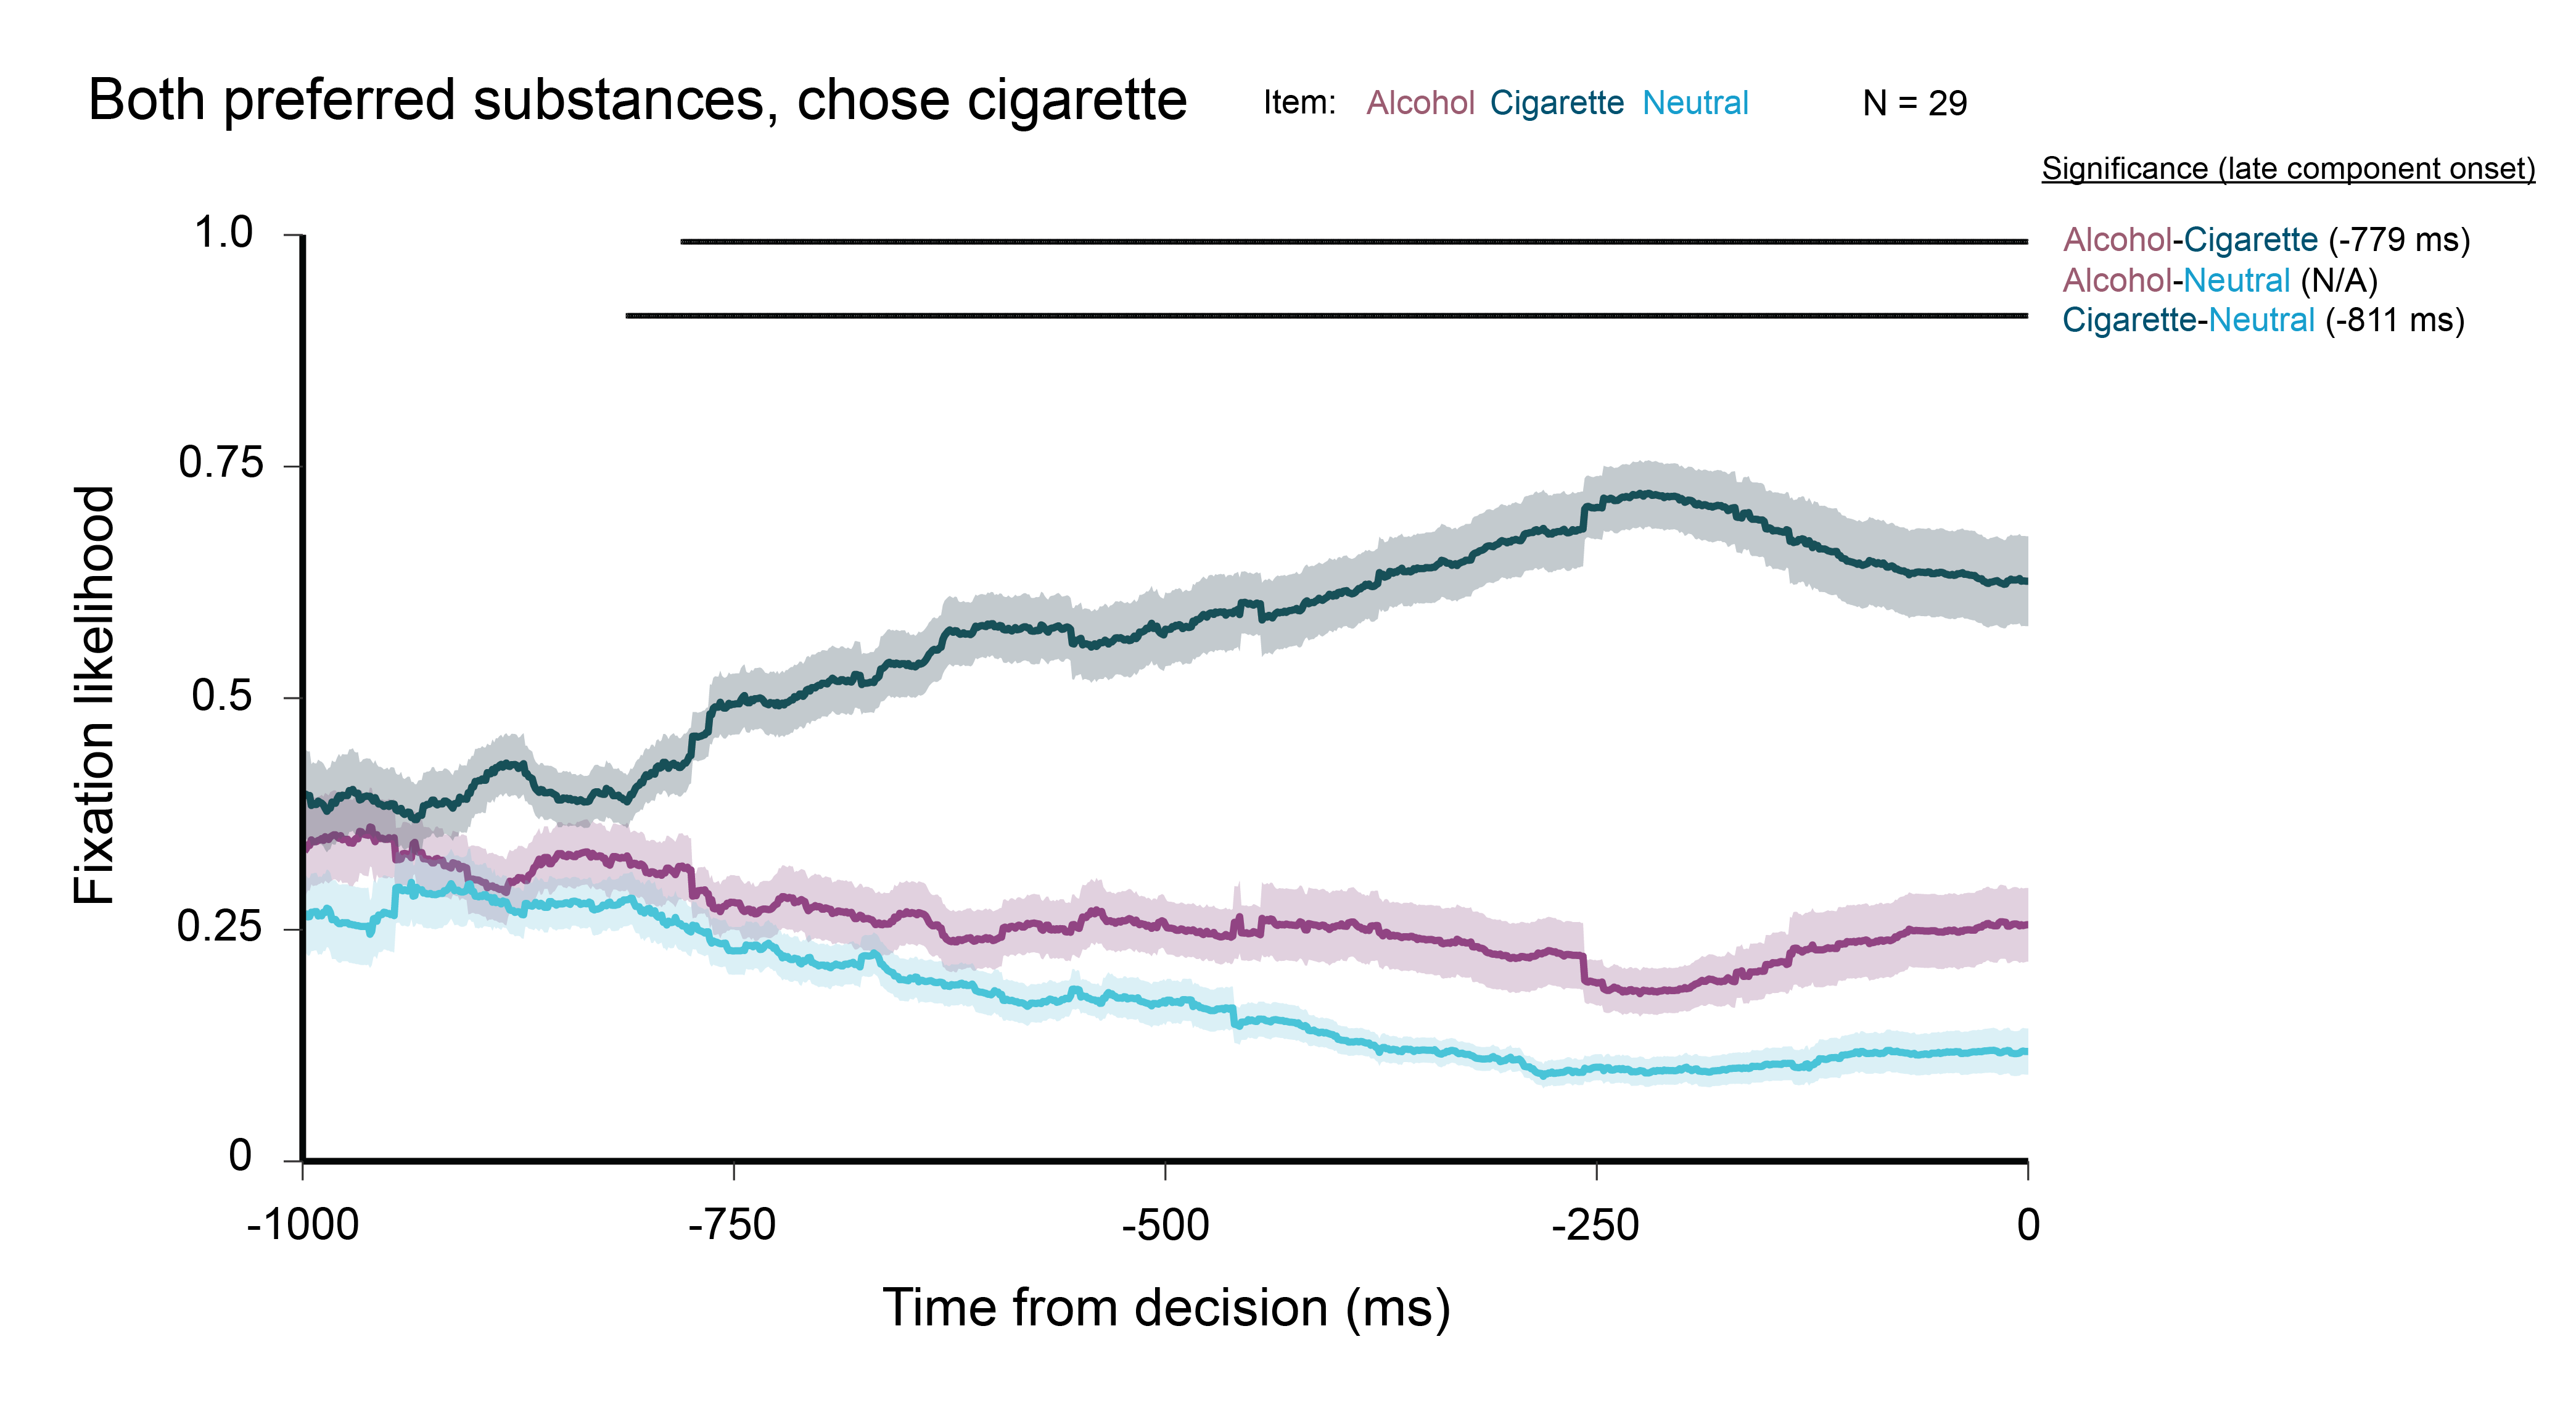 Both preferred substances, chose cigarette
Item: Alcohol Cigarette Neutral
N = 29
Significance (late component onset)
Alcohol-Cigarette (-779 ms)
Alcohol-Neutral (N/A)
Cigarette-Neutral (-811 ms)
1.0
0.75
0.5
0.25
0
Fixation likelihood
-1000 -750 -500 -250 0
Time from decision (ms)